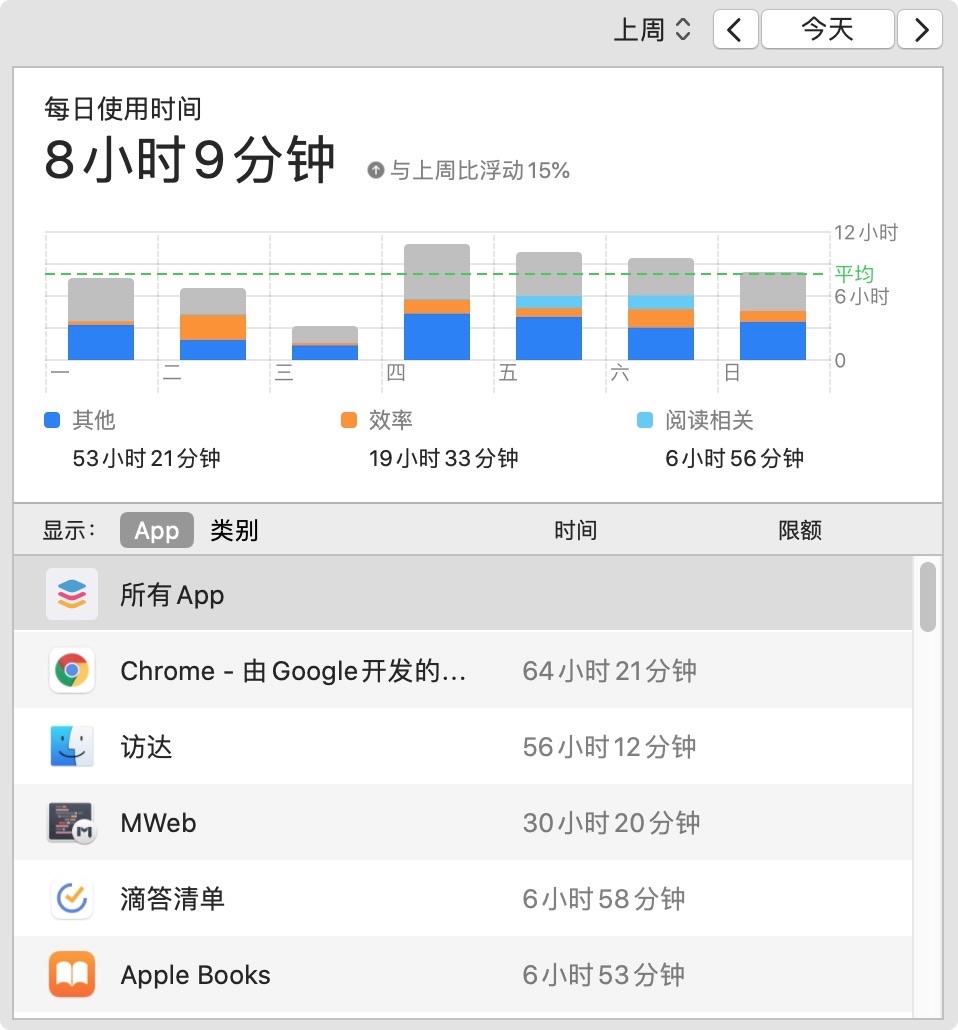 上周 今天
每日使用时间
8小时9分钟 与上周比浮动15%
12小时
平均
6小时
0
一 二 三 四 五 六 日
其他 效率 阅读相关
53小时21分钟 19小时33分钟 6小时56分钟
显示： App 类别 时间 限额
所有App
Chrome - 由Google开发的... 64小时21分钟
访达 56小时12分钟
MWeb 30小时20分钟
滴答清单 6小时58分钟
Apple Books 6小时53分钟